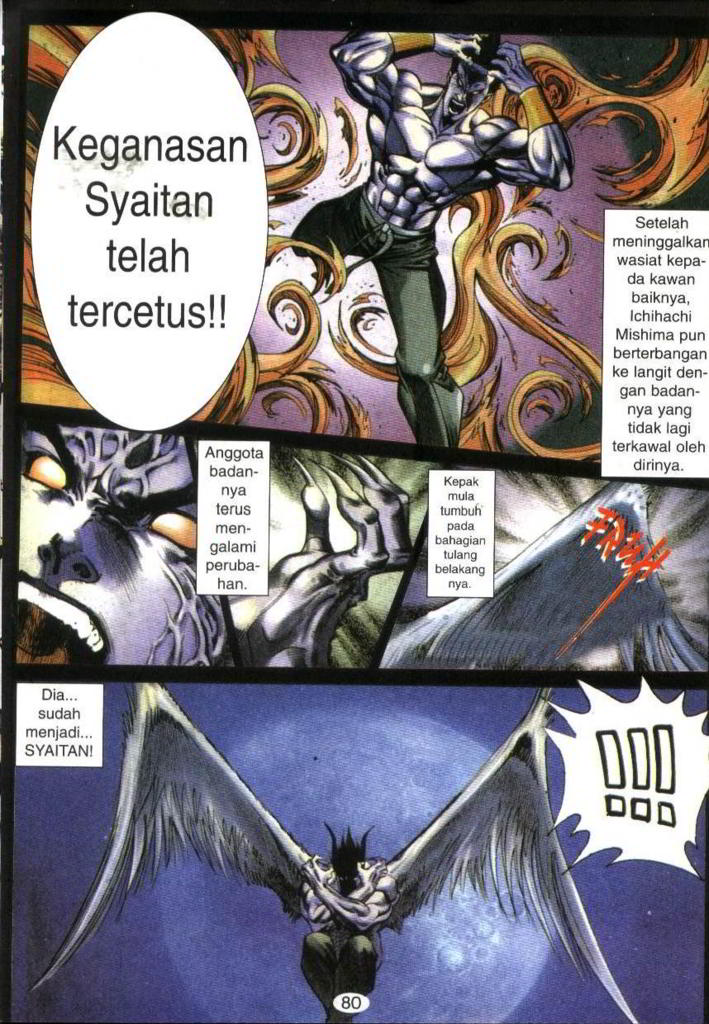 Keganasan
Syaitan
telah
tercetus!!
Setelah
meninggalkan
wasiat kepa-
da kawan
baiknya,
Ichihachi
Mishima pun
berterbangan
ke langit den-
gan badan-
nya yang
tidak lagi
terkawal oleh
dirinya.
Anggota
badan-
nya
terus
men-
galami
peruba-
han.
Kepak
mula
tumbuh
pada
bahagian
tulang
belakang
nya.
Dia...
sudah
menjadi...
SYAITAN!
!!!
80